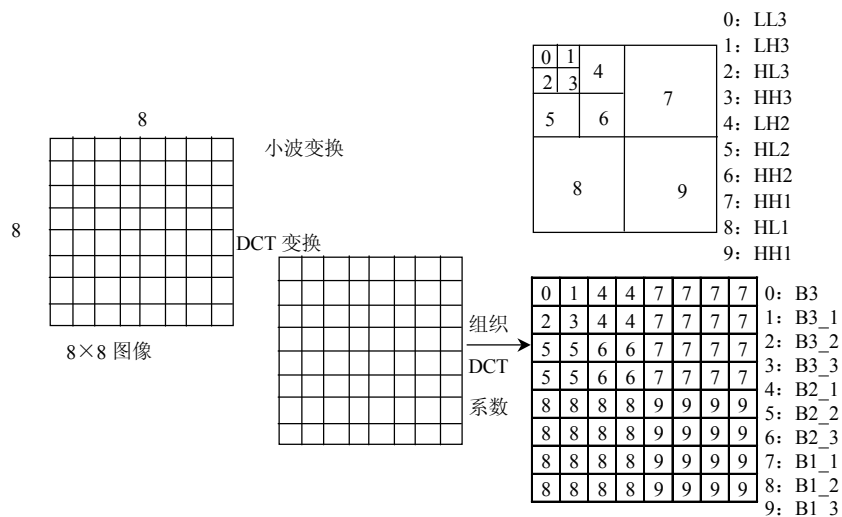 0：LL3
1：LH3
2：HL3
3：HH3
4：LH2
5：HL2
6：HH2
7：HH1
8：HL1
9：HH1
0 1
2 3
4
5 6
7
8 9
8
8
小波变换
DCT 变换
8×8 图像
组织
DCT
系数
0 1 4 4 7 7 7 7
2 3 4 4 7 7 7 7
5 5 6 6 7 7 7 7
5 5 6 6 7 7 7 7
8 8 8 8 9 9 9 9
8 8 8 8 9 9 9 9
8 8 8 8 9 9 9 9
8 8 8 8 9 9 9 9
0：B3
1：B3_1
2：B3_2
3：B3_3
4：B2_1
5：B2_2
6：B2_3
7：B1_1
8：B1_2
9：B1_3